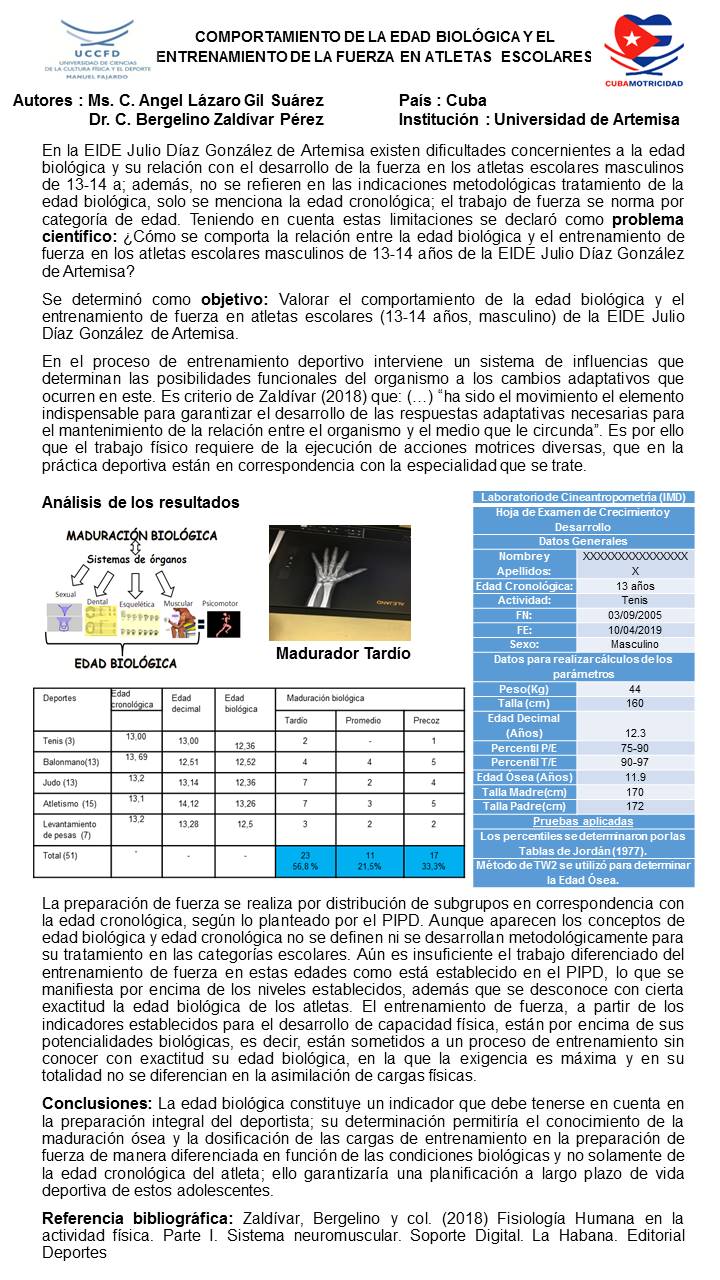 UCCFD
UNIVERSIDAD DE CIENCIAS
DE LA CULTURA FÍSICA Y EL DEPORTE
MANUEL FAJARDO
COMPORTAMIENTO DE LA EDAD BIOLÓGICA Y EL
ENTRENAMIENTO DE LA FUERZA EN ATLETAS ESCOLARES
CUBAMOTRICIDAD
Autores : Ms. C. Angel Lázaro Gil Suárez
Dr. C. Bergelino Zaldívar Pérez
País : Cuba
Institución : Universidad de Artemisa
En la EIDE Julio Díaz González de Artemisa existen dificultades concernientes a la edad
biológica y su relación con el desarrollo de la fuerza en los atletas escolares masculinos
de 13-14 a; además, no se refieren en las indicaciones metodológicas tratamiento de la
edad biológica, solo se menciona la edad cronológica; el trabajo de fuerza se norma por
categoría de edad. Teniendo en cuenta estas limitaciones se declaró como problema
científico: ¿Cómo se comporta la relación entre la edad biológica y el entrenamiento de
fuerza en los atletas escolares masculinos de 13-14 años de la EIDE Julio Díaz González
de Artemisa?
Se determinó como objetivo: Valorar el comportamiento de la edad biológica y el
entrenamiento de fuerza en atletas escolares (13-14 años, masculino) de la EIDE Julio
Díaz González de Artemisa.
En el proceso de entrenamiento deportivo interviene un sistema de influencias que
determinan las posibilidades funcionales del organismo a los cambios adaptativos que
ocurren en este. Es criterio de Zaldívar (2018) que: (…) “ha sido el movimiento el elemento
indispensable para garantizar el desarrollo de las respuestas adaptativas necesarias para
el mantenimiento de la relación entre el organismo y el medio que le circunda”. Es por ello
que el trabajo físico requiere de la ejecución de acciones motrices diversas, que en la
práctica deportiva están en correspondencia con la especialidad que se trate.
Análisis de los resultados
MADURACIÓN BIOLÓGICA
Sistemas de órganos
Sexual Dental Esquelética Muscular Psicomotor
=
EDAD BIOLÓGICA
Madurador Tardío
Laboratorio de Cineantropometría (IMD)
Hoja de Examen de Crecimiento y
Desarrollo
Datos Generales
Nombre y Apellidos: XXXXXXXXXXXXXXXX
Edad Cronológica: 13 años
Actividad: Tenis
FN: 03/09/2005
FE: 10/04/2019
Sexo: Masculino
Datos para realizar cálculos de los
parámetros
Peso(Kg) 44
Talla (cm) 160
Edad Decimal (Años) 12.3
Percentil P/E 75-90
Percentil T/E 90-97
Edad Ósea (Años) 11.9
Talla Madre(cm) 170
Talla Padre(cm) 172
Pruebas aplicadas
Los percentiles se determinaron por las
Tablas de Jordán (1977).
Método de TW2 se utilizó para determinar
la Edad Ósea.
Deportes Edad cronológica Edad decimal Edad biológica Maduración biológica
Tardío Promedio Precoz
Tenis (3) 13,00 13,00 12,36 2 - 1
Balonmano(13) 13, 69 12,51 12,52 4 4 5
Judo (13) 13,2 13,14 12,36 7 2 4
Atletismo (15) 13,1 14,12 13,26 7 3 5
Levantamiento de pesas (7) 13,2 13,28 12,5 3 2 2
Total (51) - - - 23 56,8 % 11 21,5% 17 33,3%
La preparación de fuerza se realiza por distribución de subgrupos en correspondencia con
la edad cronológica, según lo planteado por el PIPD. Aunque aparecen los conceptos de
edad biológica y edad cronológica no se definen ni se desarrollan metodológicamente para
su tratamiento en las categorías escolares. Aún es insuficiente el trabajo diferenciado del
entrenamiento de fuerza en estas edades como está establecido en el PIPD, lo que se
manifiesta por encima de los niveles establecidos, además que se desconoce con cierta
exactitud la edad biológica de los atletas. El entrenamiento de fuerza, a partir de los
indicadores establecidos para el desarrollo de capacidad física, están por encima de sus
potencialidades biológicas, es decir, están sometidos a un proceso de entrenamiento sin
conocer con exactitud su edad biológica, en la que la exigencia es máxima y en su
totalidad no se diferencian en la asimilación de cargas físicas.
Conclusiones: La edad biológica constituye un indicador que debe tenerse en cuenta en
la preparación integral del deportista; su determinación permitiría el conocimiento de la
maduración ósea y la dosificación de las cargas de entrenamiento en la preparación de
fuerza de manera diferenciada en función de las condiciones biológicas y no solamente de
la edad cronológica del atleta; ello garantizaría una planificación a largo plazo de vida
deportiva de estos adolescentes.
Referencia bibliográfica: Zaldívar, Bergelino y col. (2018) Fisiología Humana en la
actividad física. Parte I. Sistema neuromuscular. Soporte Digital. La Habana. Editorial
Deportes